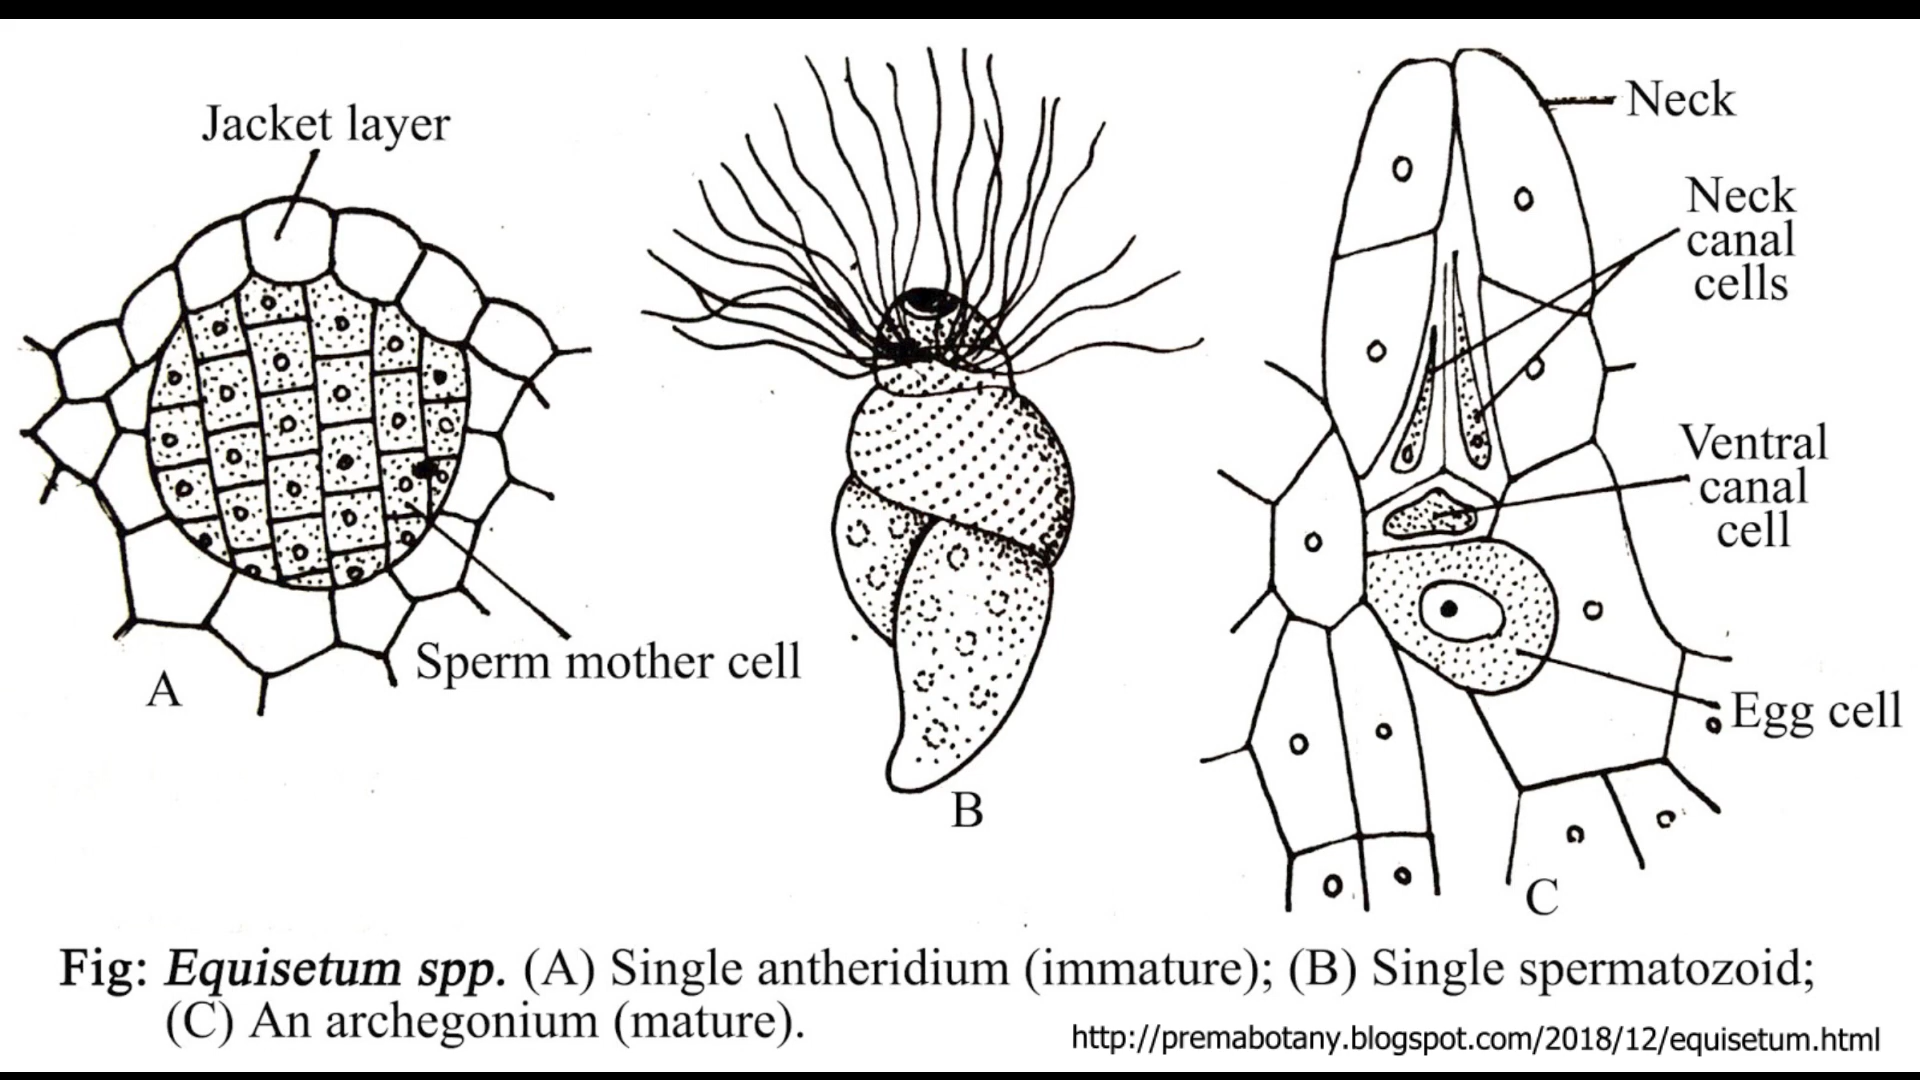 Jacket layer
Sperm mother cell
A
B
Neck
Neck
canal
cells
Ventral
canal
cell
Egg cell
C
Fig: Equisetum spp. (A) Single antheridium (immature); (B) Single spermatozoid;
(C) An archegonium (mature).
http://premabotany.blogspot.com/2018/12/equisetum.html